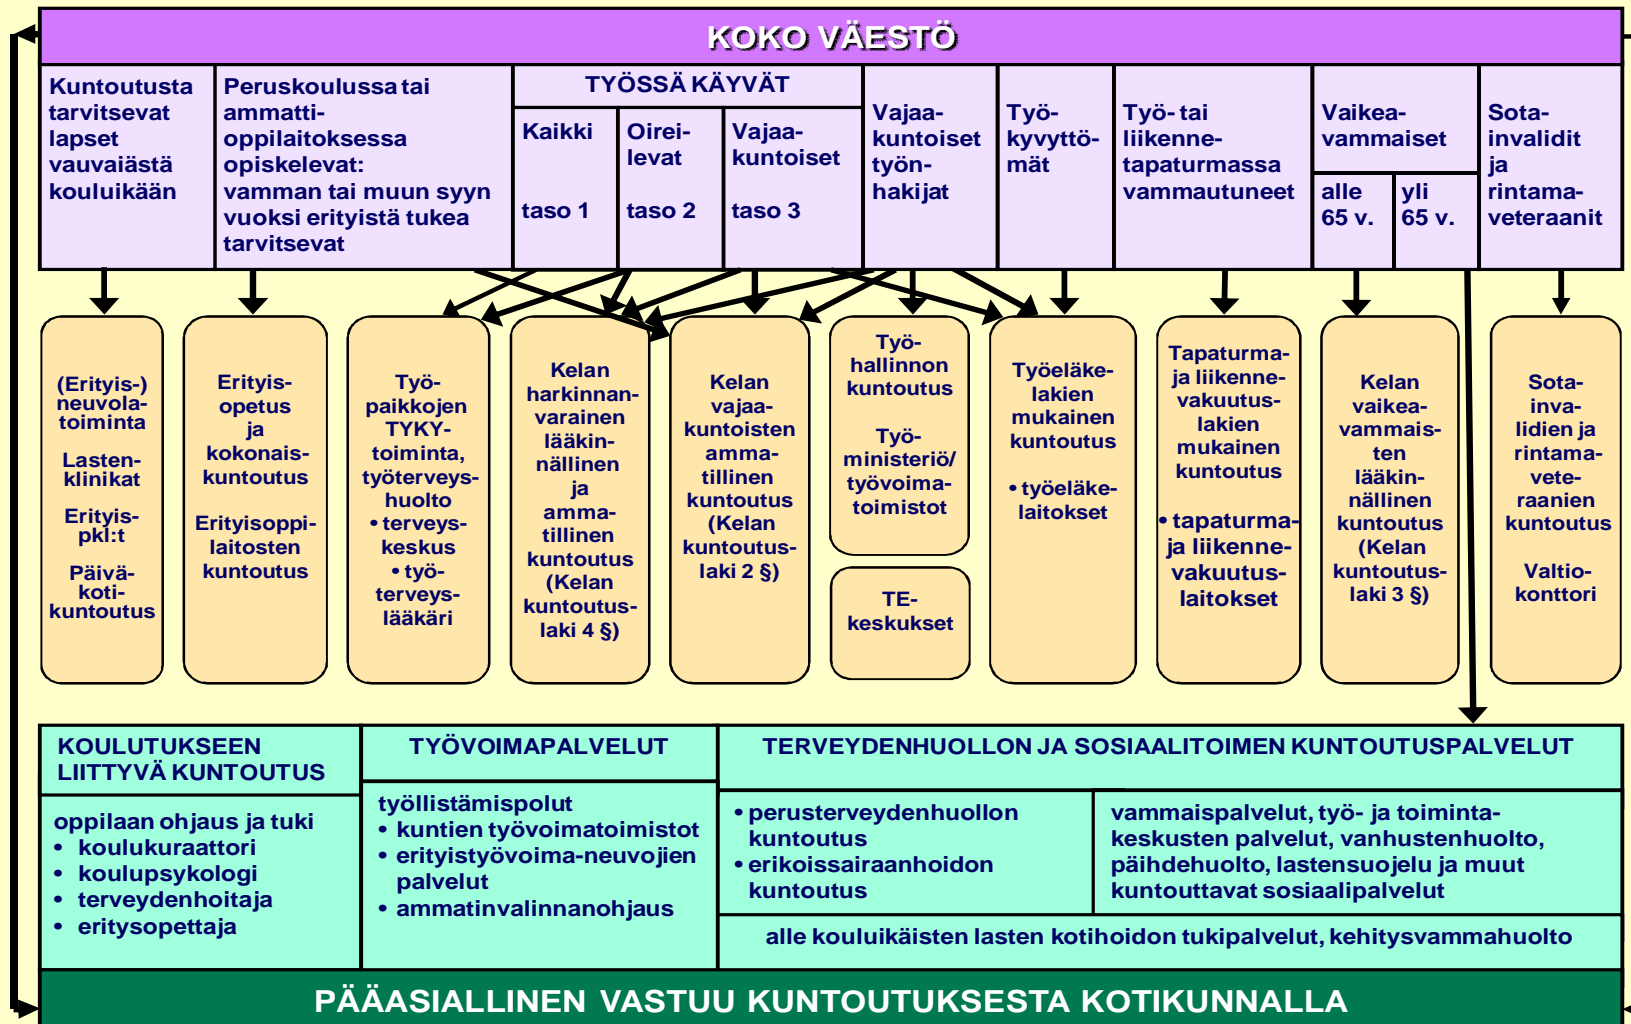 KOKO VÄESTÖ
Kuntoutusta
tarvitsevat
lapset
vauvaiästä
kouluikään
Peruskoulussa tai
ammatti-
oppilaitoksessa
opiskelevat:
vamman tai muun syyn
vuoksi erityistä tukea
tarvitsevat
TYÖSSÄ KÄYVÄT
Kaikki
taso 1
Oirei-
levat
taso 2
Vajaa-
kuntoiset
taso 3
Vajaa-
kuntoiset
työn-
hakijat
Työ-
kyvyttö-
mät
Työ- tai
liikenne-
tapaturmassa
vammautuneet
Vaikea-
vammaiset
alle
65 v.
yli
65 v.
Sota-
invalidit
ja
rintama-
veteraanit
(Erityis-)
neuvola-
toiminta
Lasten-
klinikat
Erityis-
pkl:t
Päivä-
koti-
kuntoutus
Erityis-
opetus
ja
kokonais-
kuntoutus
Erityisoppi-
laitosten
kuntoutus
Työ-
paikkojen
TYKY-
toiminta,
työterveys-
huolto
• terveys-
keskus
• työ-
terveys-
lääkäri
Kelan
harkinnan-
varainen
lääkin-
nällinen
ja
amma-
tillinen
kuntoutus
(Kelan
kuntoutus-
laki 4 §)
Kelan
vajaa-
kuntoisten
amma-
tillinen
kuntoutus
(Kelan
kuntoutus-
laki 2 §)
Työ-
hallinnon
kuntoutus
Työ-
ministeriö/
työvoima-
toimistot
TE-
keskukset
Työeläke-
lakien
mukainen
kuntoutus
• työeläke-
laitokset
Tapaturma-
ja liikenne-
vakuutus-
lakien
mukainen
kuntoutus
• tapaturma-
ja liikenne-
vakuutus-
laitokset
Kelan
vaikea-
vammais-
ten
lääkin-
nällinen
kuntoutus
(Kelan
kuntoutus-
laki 3 §)
Sota-
inva-
lidien ja
rintama-
vete-
raanien
kuntoutus
Valtio-
konttori
KOULUTUKSEEN
LIITTYVÄ KUNTOUTUS
oppilaan ohjaus ja tuki
• koulukuraattori
• koulupsykologi
• terveydenhoitaja
• eritysopettaja
TYÖVOIMAPALVELUT
työllistämispolut
• kuntien työvoimatoimistot
• erityistyövoima-neuvojien
palvelut
• ammatinvalinnanohjaus
TERVEYDENHUOLLON JA SOSIAALITOIMEN KUNTOUTUSPALVELUT
• perusterveydenhuollon
kuntoutus
• erikoissairaanhoidon
kuntoutus
vammaispalvelut, työ- ja toiminta-
keskusten palvelut, vanhustenhuolto,
päihdehuolto, lastensuojelu ja muut
kuntouttavat sosiaalipalvelut
alle kouluikäisten lasten kotihoidon tukipalvelut, kehitysvammahuolto
PÄÄASIALLINEN VASTUU KUNTOUTUKSESTA KOTIKUNNALLA